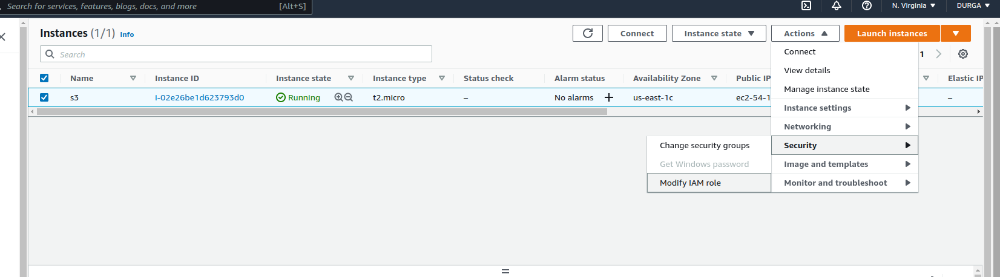 Search for services, features, blogs, docs, and more [Alt+S] N. Virginia DURGA
Instances (1/1) Info Connect Instance state Actions Launch instances
Search
Connect
1
View details
Name Instance ID Instance state Instance type Status check Alarm status Availability Zone Public IP Elastic IP
Manage instance state
s3 i-02e26be1d623793d0 Running t2.micro – No alarms + us-east-1c ec2-54-1 –
Instance settings
Networking
Change security groups Security
Get Windows password Image and templates
Modify IAM role Monitor and troubleshoot